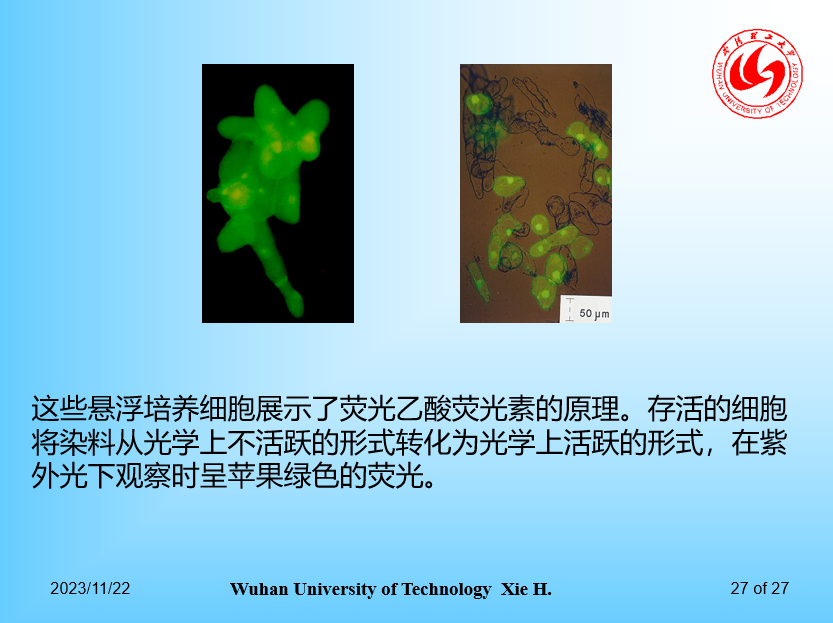 武汉理工大学
WUHAN UNIVERSITY OF TECHNOLOGY
50 µm
这些悬浮培养细胞展示了荧光乙酸荧光素的原理。存活的细胞
将染料从光学上不活跃的形式转化为光学上活跃的形式，在紫
外光下观察时呈苹果绿色的荧光。
2023/11/22
Wuhan University of Technology  Xie H.
27 of 27